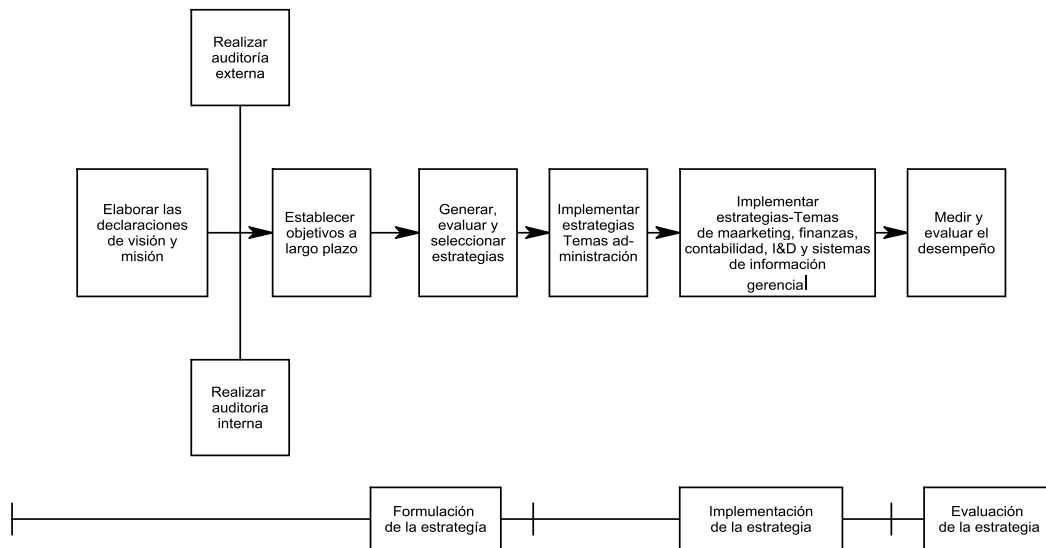 Realizar
auditoría
externa
Elaborar las
declaraciones
de visión y
misión
Establecer
objetivos a
largo plazo
Generar,
evaluar y
seleccionar
estrategias
Implementar
estrategias
Temas ad-
ministración
Implementar
estrategias-Temas
de maarketing, finanzas,
contabilidad, I&D y sistemas
de información
gerencial
Medir y
evaluar el
desempeño
Realizar
auditoria
interna
Formulación
de la estrategía
Implementación
de la estrategia
Evaluación
de la estrategia